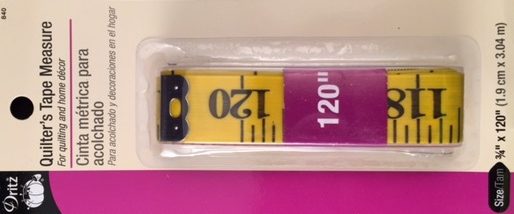 840
Dritz
Quilter's Tape Measure
For quilting and home décor
Cinta métrica para
acolchado
Para acolchado y decoraciones en el hogar
120
120"
118
Size/Tam ¾" x 120" (1.9 cm x 3.04 m)